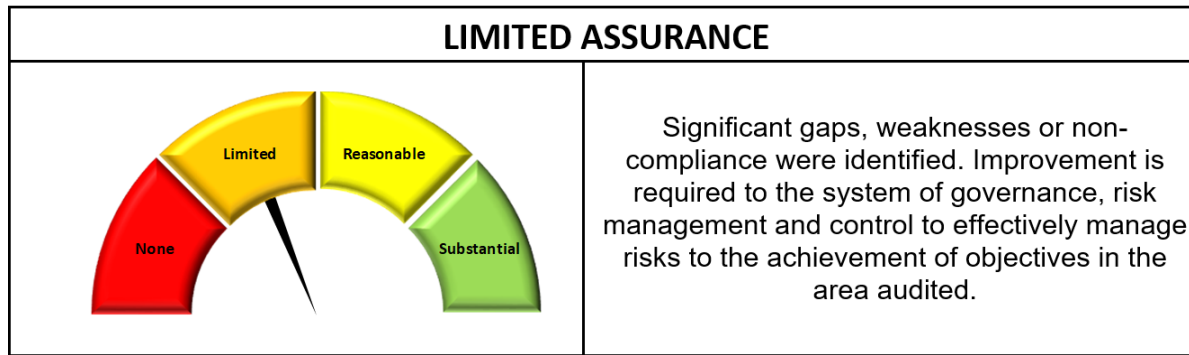 LIMITED ASSURANCE
Limited
Reasonable
None
Substantial
Significant gaps, weaknesses or non-
compliance were identified. Improvement is
required to the system of governance, risk
management and control to effectively manage
risks to the achievement of objectives in the
area audited.